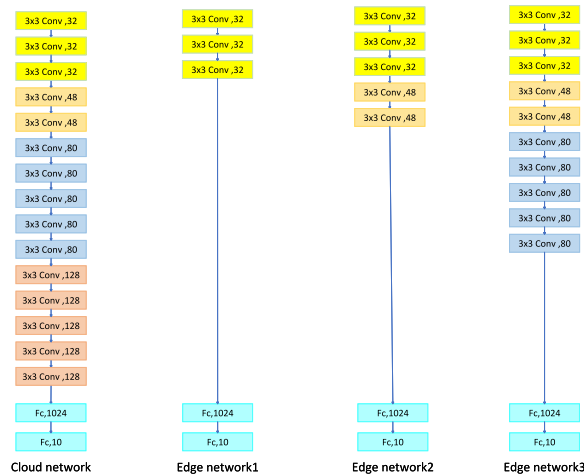 3x3 Conv ,32
3x3 Conv ,32
3x3 Conv ,32
3x3 Conv ,48
3x3 Conv ,48
3x3 Conv ,80
3x3 Conv ,80
3x3 Conv ,80
3x3 Conv ,80
3x3 Conv ,80
3x3 Conv ,128
3x3 Conv ,128
3x3 Conv ,128
3x3 Conv ,128
3x3 Conv ,128
Fc,1024
Fc,10
Cloud network
3x3 Conv ,32
3x3 Conv ,32
3x3 Conv ,32
Fc,1024
Fc,10
Edge network1
3x3 Conv ,32
3x3 Conv ,32
3x3 Conv ,32
3x3 Conv ,48
3x3 Conv ,48
Fc,1024
Fc,10
Edge network2
3x3 Conv ,32
3x3 Conv ,32
3x3 Conv ,32
3x3 Conv ,48
3x3 Conv ,48
3x3 Conv ,80
3x3 Conv ,80
3x3 Conv ,80
3x3 Conv ,80
3x3 Conv ,80
Fc,1024
Fc,10
Edge network3